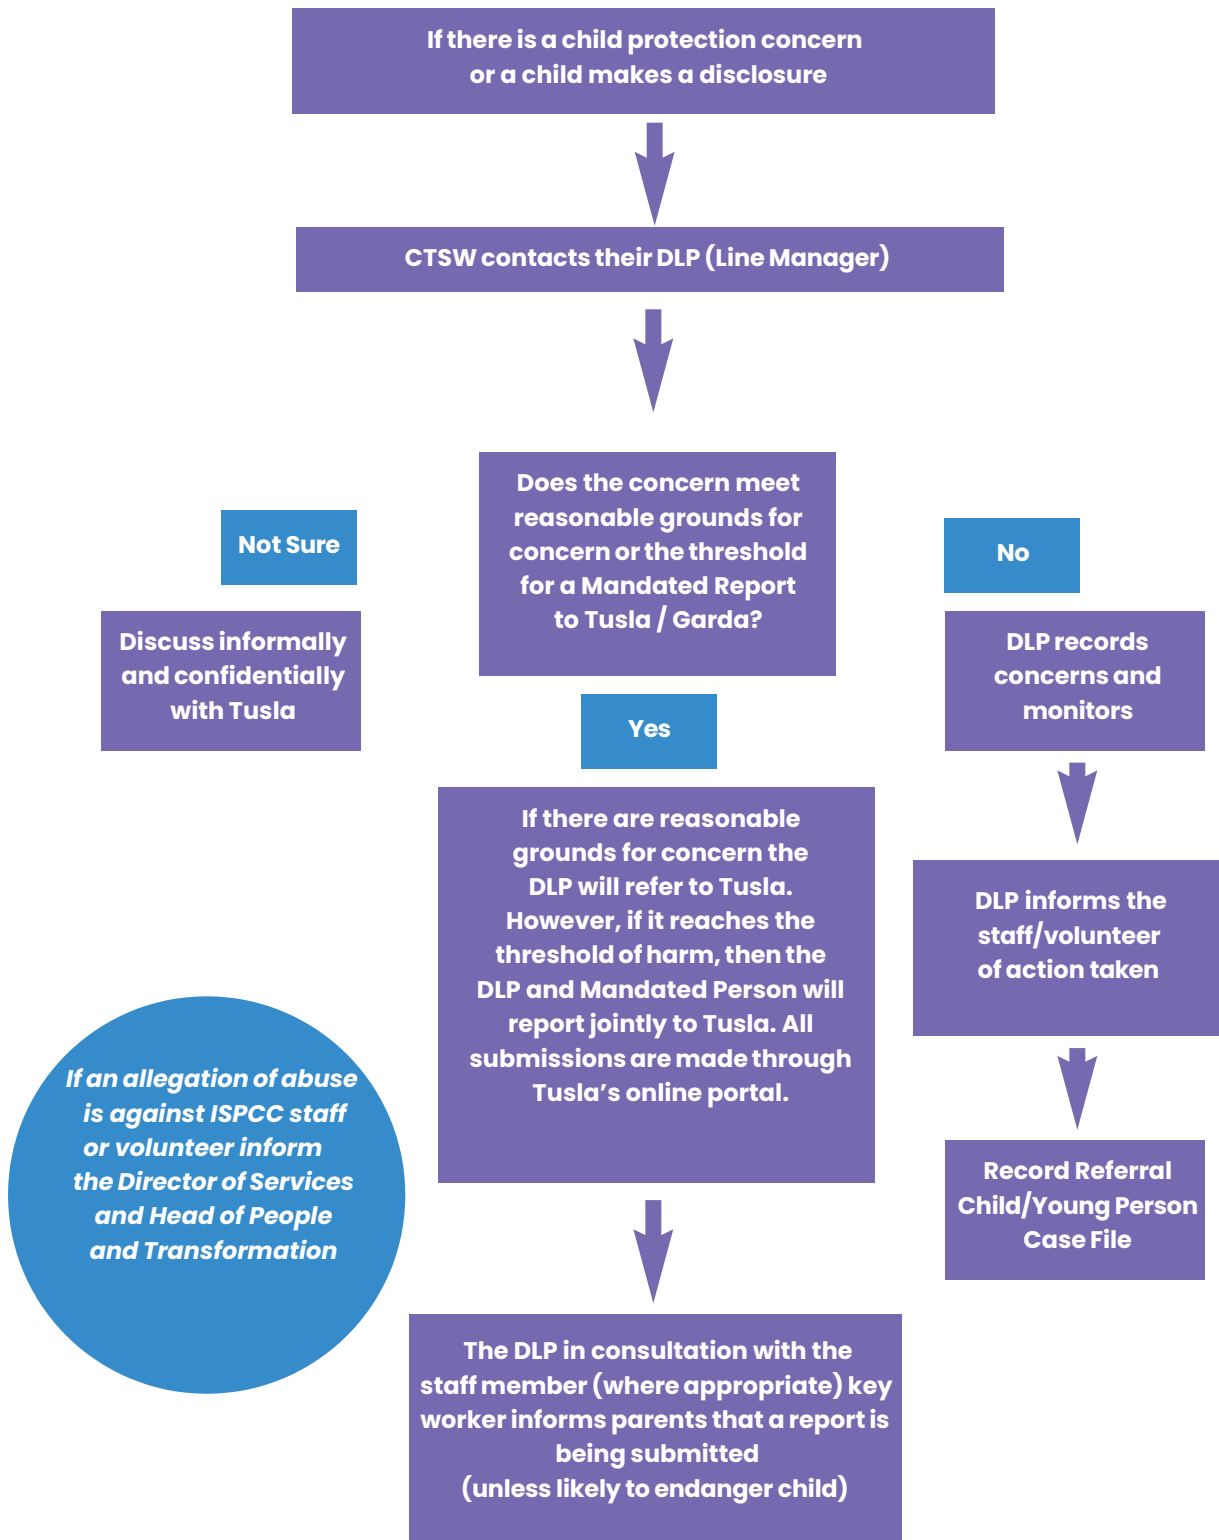 If there is a child protection concern
or a child makes a disclosure
CTSW contacts their DLP (Line Manager)
Does the concern meet
reasonable grounds for
concern or the threshold
for a Mandated Report
to Tusla / Garda?
Not Sure
Discuss informally
and confidentially
with Tusla
Yes
If there are reasonable
grounds for concern the
DLP will refer to Tusla.
However, if it reaches the
threshold of harm, then the
DLP and Mandated Person will
report jointly to Tusla. All
submissions are made through
Tusla’s online portal.
The DLP in consultation with the
staff member (where appropriate) key
worker informs parents that a report is
being submitted
(unless likely to endanger child)
No
DLP records
concerns and
monitors
DLP informs the
staff/volunteer
of action taken
Record Referral
Child/Young Person
Case File
If an allegation of abuse
is against ISPCC staff
or volunteer inform
the Director of Services
and Head of People
and Transformation